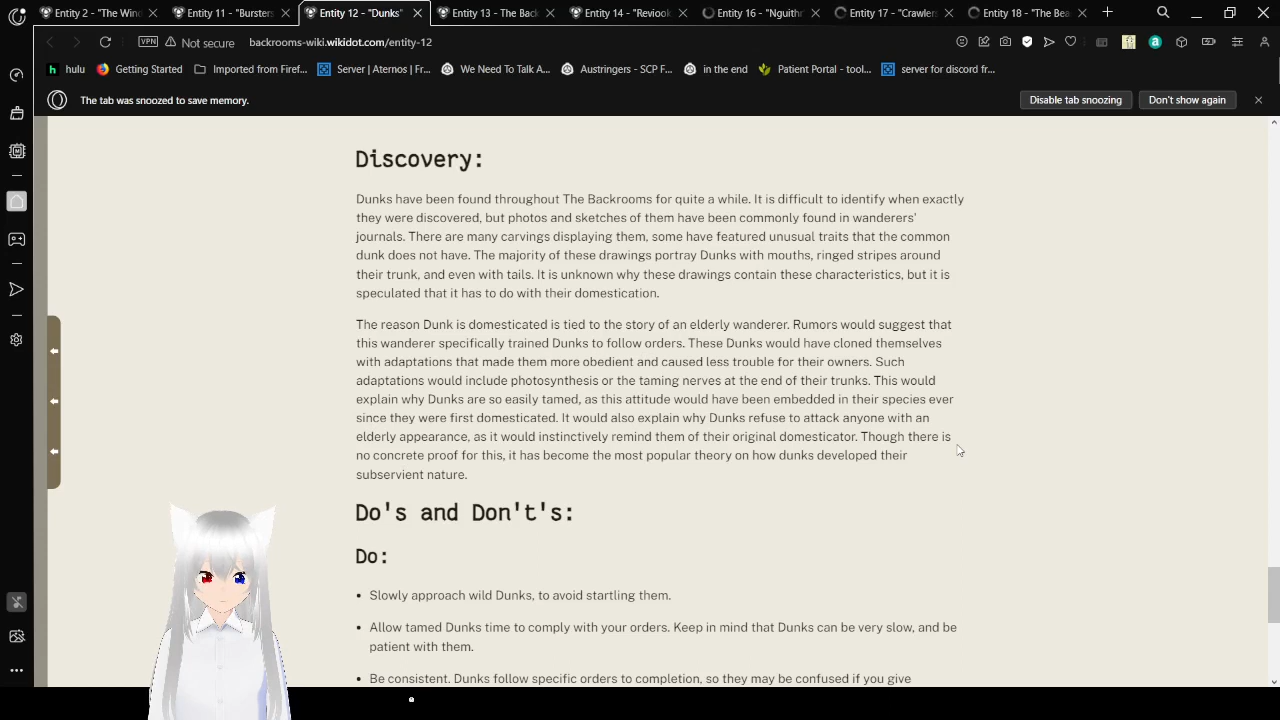 Entity 2 - "The Wind
Entity 11 - "Bursters
Entity 12 - "Dunks"
Entity 13 - The Back
Entity 14 - "Reviook
Entity 16 - "Nguithr
Entity 17 - "Crawlers
Entity 18 - "The Bea
VPN
Not secure
backrooms-wiki.wikidot.com/entity-12
hulu
Getting Started
Imported from Firef...
Server | Aternos | Fr...
We Need To Talk A...
Austringers - SCP F...
in the end
Patient Portal - tool...
server for discord fr...
The tab was snoozed to save memory.
Disable tab snoozing
Don't show again
Discovery:
Dunks have been found throughout The Backrooms for quite a while. It is difficult to identify when exactly
they were discovered, but photos and sketches of them have been commonly found in wanderers'
journals. There are many carvings displaying them, some have featured unusual traits that the common
dunk does not have. The majority of these drawings portray Dunks with mouths, ringed stripes around
their trunk, and even with tails. It is unknown why these drawings contain these characteristics, but it is
speculated that it has to do with their domestication.
The reason Dunk is domesticated is tied to the story of an elderly wanderer. Rumors would suggest that
this wanderer specifically trained Dunks to follow orders. These Dunks would have cloned themselves
with adaptations that made them more obedient and caused less trouble for their owners. Such
adaptations would include photosynthesis or the taming nerves at the end of their trunks. This would
explain why Dunks are so easily tamed, as this attitude would have been embedded in their species ever
since they were first domesticated. It would also explain why Dunks refuse to attack anyone with an
elderly appearance, as it would instinctively remind them of their original domesticator. Though there is
no concrete proof for this, it has become the most popular theory on how dunks developed their
subservient nature.
Do's and Don't's:
Do:
• Slowly approach wild Dunks, to avoid startling them.
• Allow tamed Dunks time to comply with your orders. Keep in mind that Dunks can be very slow, and be
patient with them.
• Be consistent. Dunks follow specific orders to completion, so they may be confused if you give